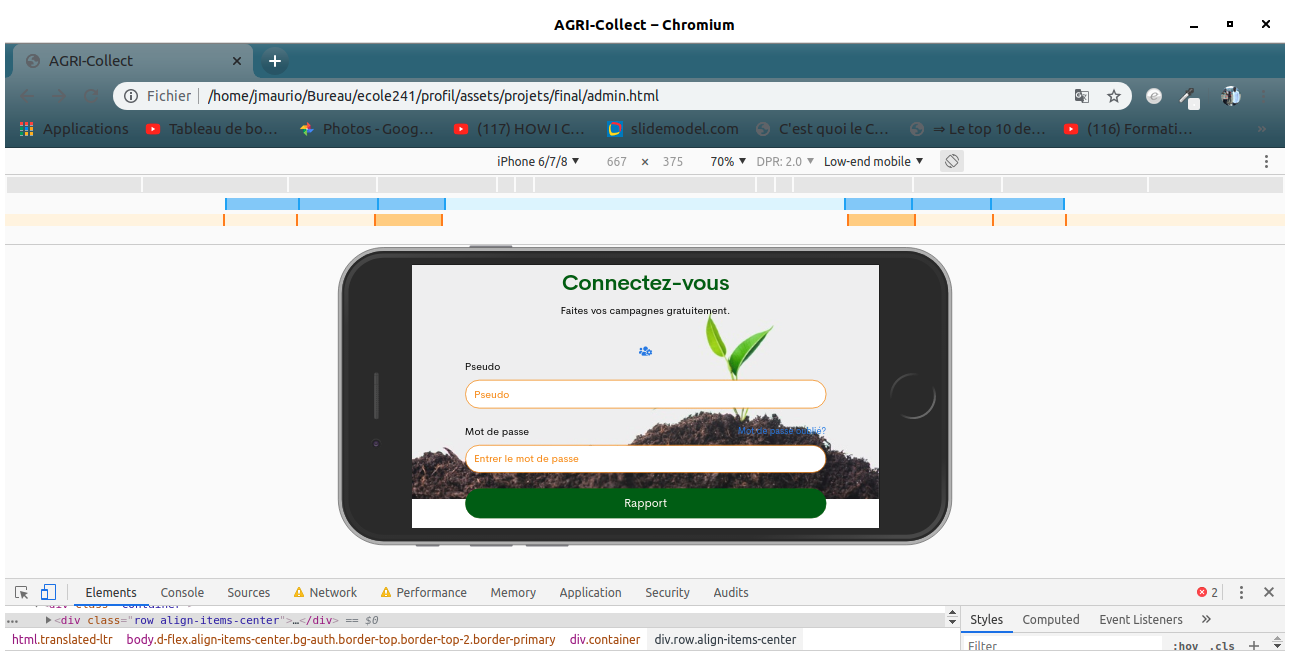 AGRI-Collect – Chromium
AGRI-Collect
Fichier /home/jmaurio/Bureau/ecole241/profil/assets/projets/final/admin.html
Applications Tableau de bo… Photos - Goog… (117) HOW I C… slidemodel.com C'est quoi le C… ⇒ Le top 10 de… (116) Formati… »
iPhone 6/7/8 ▼ 667 × 375 70% ▼ DPR: 2.0 ▼ Low-end mobile ▼
Connectez-vous
Faites vos campagnes gratuitement.
Pseudo
Pseudo
Mot de passe Mot de passe oublié?
Entrer le mot de passe
Rapport
Elements Console Sources Network Performance Memory Application Security Audits 2
<div class="container">
… ▶<div class="row align-items-center">…</div> == $0
Styles Computed Event Listeners »
html.translated-ltr body.d-flex.align-items-center.bg-auth.border-top.border-top-2.border-primary div.container div.row.align-items-center
Filter :hov .cls +